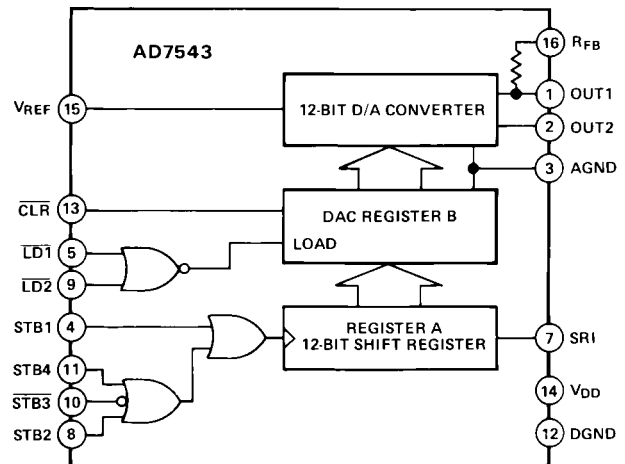 AD7543
16 RFB
VREF 15
12-BIT D/A CONVERTER
1 OUT1
2 OUT2
3 AGND
CLR 13
DAC REGISTER B
LD1 5
LOAD
LD2 9
STB1 4
REGISTER A
12-BIT SHIFT REGISTER
7 SRI
STB4 11
14 VDD
STB3 10
STB2 8
12 DGND